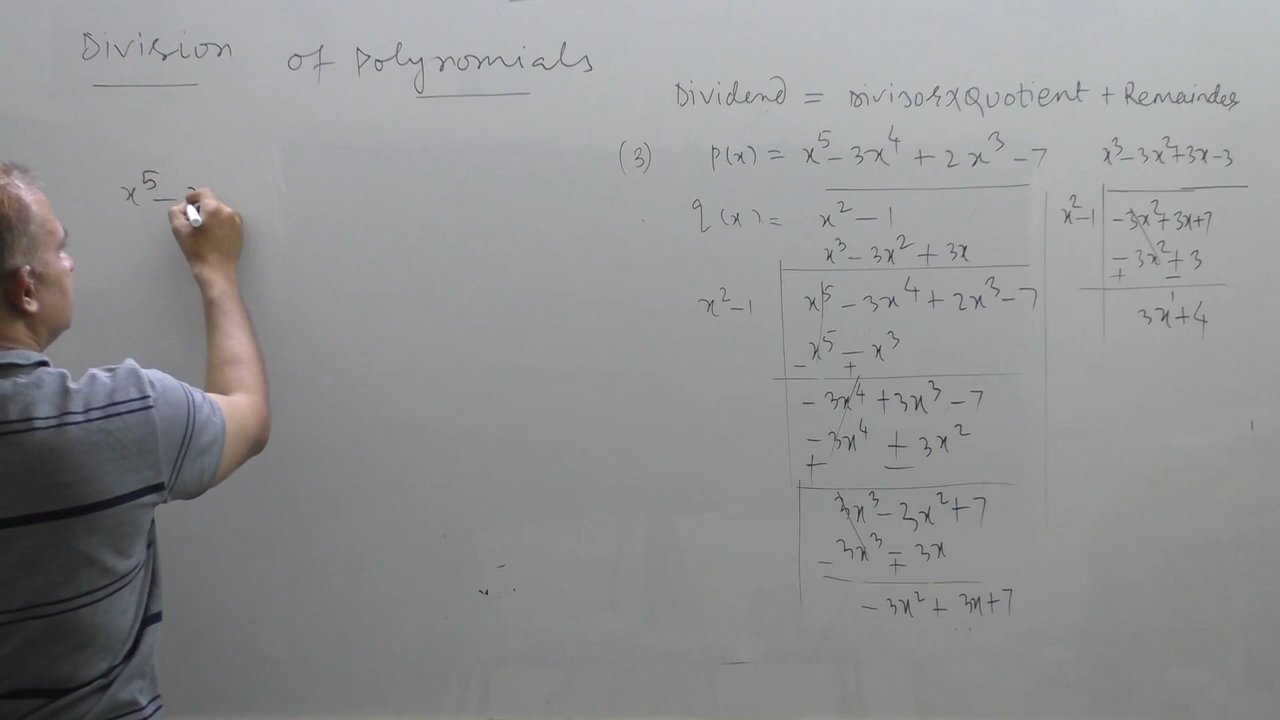 Division of Polynomials
Dividend = Divisor x Quotient + Remainder
(3) p(x) = x⁵ - 3x⁴ + 2x³ - 7
q(x) = x² - 1
x³ - 3x² + 3x
x² - 1 x⁵ - 3x⁴ + 2x³ - 7
- x⁵ - x³
+
- 3x⁴ + 3x³ - 7
- 3x⁴ + 3x²
+ -
3x³ - 3x² + 7
- 3x³ - 3x
+
- 3x² + 3x + 7
x³ - 3x² + 3x - 3
x² - 1 - 3x² + 3x + 7
- 3x² + 3
+ -
3x + 4
x⁵ -